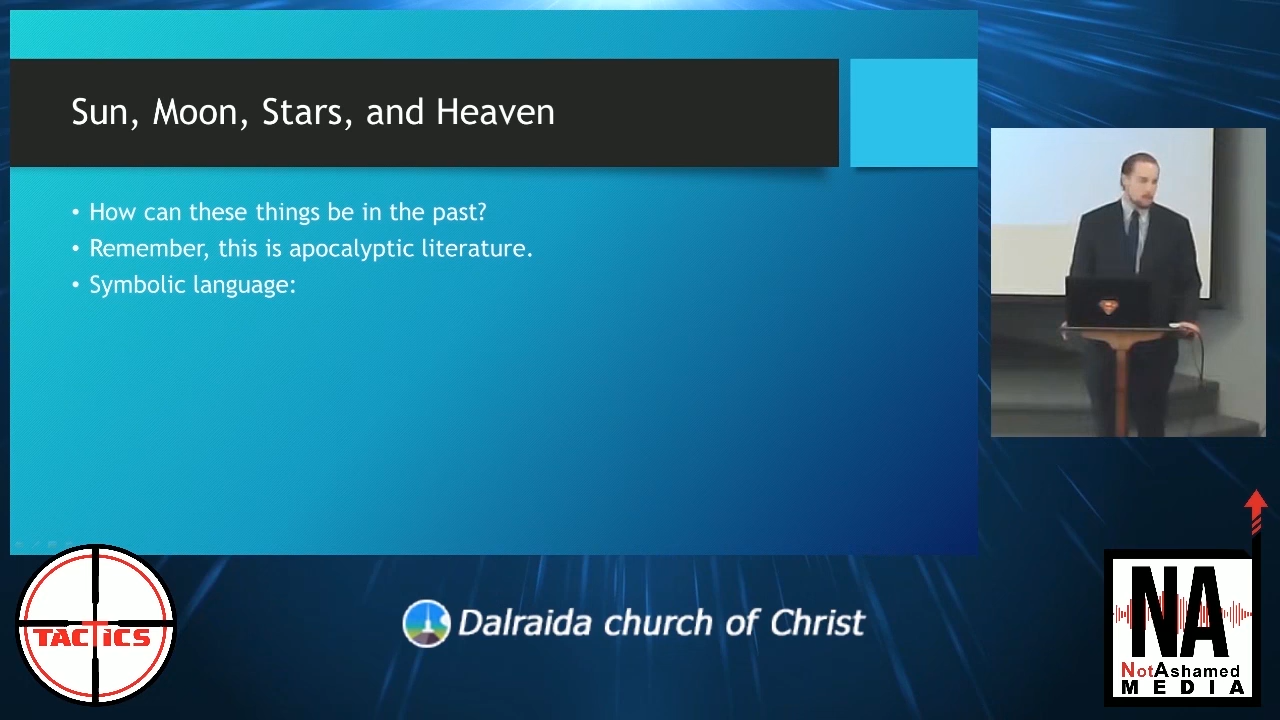 Sun, Moon, Stars, and Heaven
• How can these things be in the past?
• Remember, this is apocalyptic literature.
• Symbolic language:
TACTICS
Dalraida church of Christ
NA
NotAshamed
MEDIA